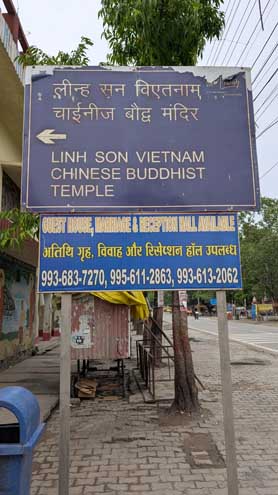 लीन्ह सन वियेतनाम्
चाईनीज बौद्व मंदिर
LINH SON VIETNAM
CHINESE BUDDHIST
TEMPLE
GUEST HOUSE, MARRIAGE & RECEPTION HALL AVAILABLE
अतिथि गृह, विवाह और रिसेप्शन हॉल उपलब्ध
993-683-7270, 995-611-2863, 993-613-2062